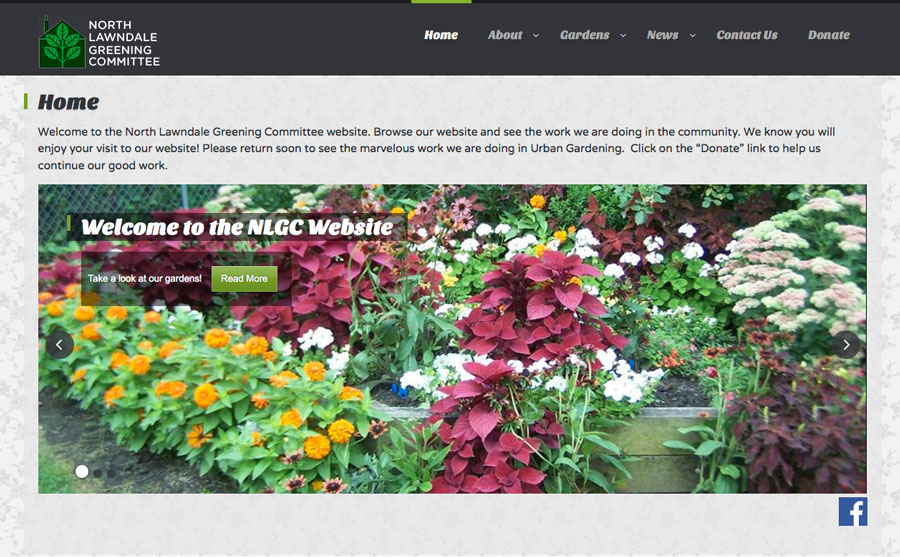 NORTH
LAWNDALE
GREENING
COMMITTEE
Home
About
Gardens
News
Contact Us
Donate
Home
Welcome to the North Lawndale Greening Committee website. Browse our website and see the work we are doing in the community. We know you will
enjoy your visit to our website! Please return soon to see the marvelous work we are doing in Urban Gardening.  Click on the “Donate” link to help us
continue our good work.
Welcome to the NLGC Website
Take a look at our gardens!
Read More
f